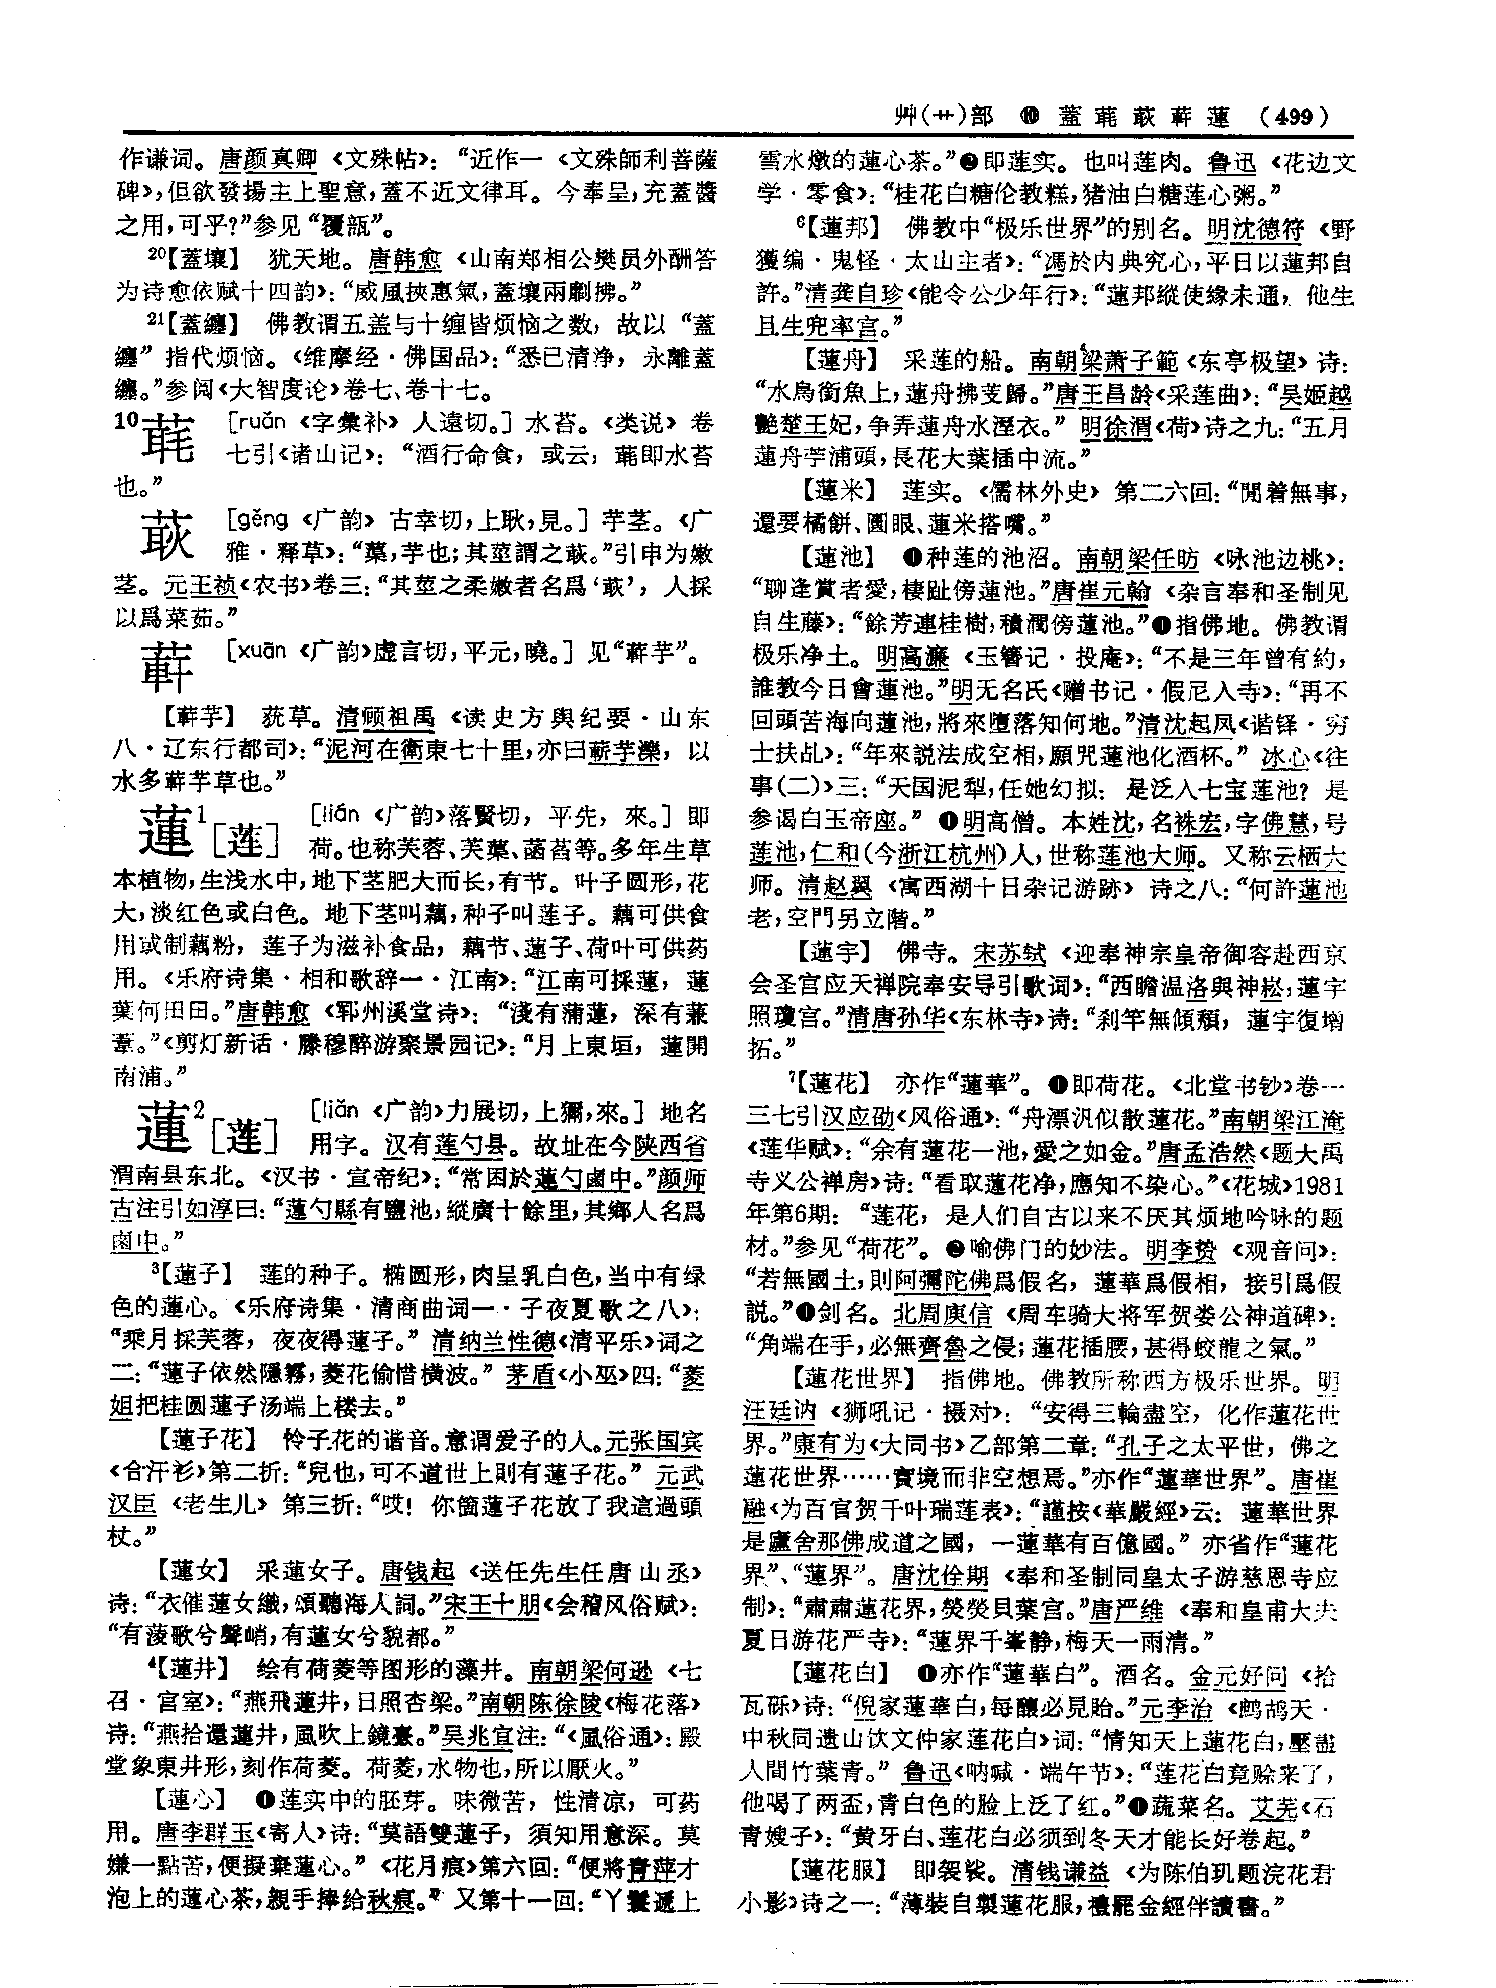 艸(艹)部 ⑩ 蓋 蓩 菣 蔊 蓮 (499)
作谦词。唐颜真卿《文殊帖》：“近作一《文殊師利菩薩
碑》，但欲發揚主上聖意，蓋不近文律耳。今奉呈，充蓋醬
之用，可乎？”参见“覆瓿”。
20【蓋壤】 犹天地。唐韩愈《山南郑相公樊员外酬答
为诗愈依赋十四韵》：“威風挾惠氣，蓋壤兩劘拂。”
21【蓋纏】 佛教谓五盖与十缠皆烦恼之数，故以“蓋
纏”指代烦恼。《维摩经·佛国品》：“悉已清浄，永離蓋
纏。”参阅《大智度论》卷七、卷十七。
[ruǎn《字彙补》人遠切。]水苔。《类说》卷
七引《诸山记》：“酒行命食，或云，䓴即水苔
也。”
[gěng《广韵》古幸切，上耿，見。]芋茎。《广
雅·释草》：“蕖，芋也；其莖謂之䔈。”引申为嫩
茎。元王祯《农书》卷三：“其莖之柔嫩者名爲‘䔈’，人採
以爲菜茹。”
[xuān《广韵》虚言切，平元，曉。]见“蓒芋”。
【蓒芋】 莸草。清顾祖禹《读史方舆纪要·山东
八·辽东行都司》：“泥河在衛東七十里，亦曰蓒芋濼，以
水多蓒芋草也。”
蓮1[莲] [lián《广韵》落賢切，平先，來。]即
荷。也称芙蓉、芙蕖、菡萏等。多年生草
本植物，生浅水中，地下茎肥大而长，有节。叶子圆形，花
大，淡红色或白色。地下茎叫藕，种子叫莲子。藕可供食
用或制藕粉，莲子为滋补食品，藕节、蓮子、荷叶可供药
用。《乐府诗集·相和歌辞一·江南》：“江南可採蓮，蓮
葉何田田。”唐韩愈《郓州溪堂诗》：“淺有蒲蓮，深有蒹
葦。”《剪灯新话·滕穆醉游聚景园记》：“月上東垣，蓮開
南浦。”
蓮2[莲] [liǎn《广韵》力展切，上獮，來。]地名
用字。汉有莲勺县。故址在今陕西省
渭南县东北。《汉书·宣帝纪》：“常困於蓮勺鹵中。”颜师
古注引如淳曰：“蓮勺縣有鹽池，縱廣十餘里，其鄉人名爲
鹵中。”
3【蓮子】 莲的种子。椭圆形，肉呈乳白色，当中有绿
色的蓮心。《乐府诗集·清商曲词一·子夜夏歌之八》：
“乘月採芙蓉，夜夜得蓮子。”清纳兰性德《清平乐》词之
二：“蓮子依然隱霧，菱花偷惜横波。”茅盾《小巫》四：“菱
姐把桂圆蓮子汤端上楼去。”
【蓮子花】 怜子花的谐音。意谓爱子的人。元张国宾
《合汗衫》第二折：“兒也，可不道世上則有蓮子花。”元武
汉臣《老生儿》第三折：“哎！你箇蓮子花放了我這過頭
杖。”
【蓮女】 采蓮女子。唐钱起《送任先生任唐山丞》
诗：“衣催蓮女織，頌聽海人詞。”宋王十朋《会稽风俗赋》：
“有菱歌兮聲峭，有蓮女兮貌都。”
4【蓮井】 绘有荷菱等图形的藻井。南朝梁何逊《七
召·宫室》：“燕飛蓮井，日照杏梁。”南朝陈徐陵《梅花落》
诗：“燕拾還蓮井，風吹上鏡臺。”吴兆宜注：“《風俗通》：殿
堂象東井形，刻作荷菱。荷菱，水物也，所以厭火。”
【蓮心】 ❶莲实中的胚芽。味微苦，性清凉，可药
用。唐李群玉《寄人》诗：“莫語雙蓮子，須知用意深。莫
嫌一點苦，便擬棄蓮心。”《花月痕》第六回：“便將青萍才
泡上的蓮心茶，親手捧給秋痕。” 又第十一回：“丫鬟遞上
雪水燉的蓮心茶。”❷即莲实。也叫莲肉。鲁迅《花边文
学·零食》：“桂花白糖伦教糕，猪油白糖莲心粥。”
6【蓮邦】 佛教中“极乐世界”的别名。明沈德符《野
獲编·鬼怪·太山主者》：“馮於内典究心，平日以蓮邦自
許。”清龚自珍《能令公少年行》：“蓮邦縱使緣未通，他生
且生兜率宫。”
【蓮舟】 采莲的船。南朝梁萧子範《东亭极望》诗：
“水鳥銜魚上，蓮舟拂芰歸。”唐王昌龄《采莲曲》：“吴姬越
艷楚王妃，争弄蓮舟水溼衣。”明徐渭《荷》诗之九：“五月
蓮舟苧浦頭，長花大葉插中流。”
【蓮米】 莲实。《儒林外史》第二六回：“閒着無事，
還要橘餅、圓眼、蓮米搭嘴。”
【蓮池】 ❶种莲的池沼。南朝梁任昉《咏池边桃》：
“聊逢賞者愛，棲趾傍蓮池。”唐崔元翰《杂言奉和圣制见
自生藤》：“餘芳連桂樹，積潤傍蓮池。”❶指佛地。佛教谓
极乐净土。明高濂《玉簪记·投庵》：“不是三年曾有約，
誰教今日會蓮池。”明无名氏《赠书记·假尼入寺》：“再不
回頭苦海向蓮池，將來墮落知何地。”清沈起凤《谐铎·穷
士扶乩》：“年來説法成空相，願咒蓮池化酒杯。”冰心《往
事(二)》三：“天国泥犁，任她幻拟：是泛入七宝莲池？是
参谒白玉帝座。”❶明高僧。本姓沈，名袾宏，字佛慧，号
莲池，仁和(今浙江杭州)人，世称莲池大师。又称云栖大
师。清赵翼《寓西湖十日杂记游跡》诗之八：“何許蓮池
老，空門另立階。”
【蓮宇】 佛寺。宋苏轼《迎奉神宗皇帝御容赴西京
会圣宫应天禅院奉安导引歌词》：“西瞻温洛與神崧，蓮宇
照瓊宫。”清唐孙华《东林寺》诗：“刹竿無傾頹，蓮宇復增
拓。”
7【蓮花】 亦作“蓮華”。❶即荷花。《北堂书钞》卷一
三七引汉应劭《风俗通》：“舟漂汎似散蓮花。”南朝梁江淹
《莲华赋》：“余有蓮花一池，愛之如金。”唐孟浩然《题大禹
寺义公禅房》诗：“看取蓮花净，應知不染心。”《花城》1981
年第6期：“莲花，是人们自古以来不厌其烦地吟咏的题
材。”参见“荷花”。❷喻佛门的妙法。明李贽《观音问》：
“若無國土，則阿彌陀佛爲假名，蓮華爲假相，接引爲假
説。”❶剑名。北周庾信《周车骑大将军贺娄公神道碑》：
“角端在手，必無齊魯之侵；蓮花插腰，甚得蛟龍之氣。”
【蓮花世界】 指佛地。佛教所称西方极乐世界。明
汪廷讷《狮吼记·摄对》：“安得三輪盡空，化作蓮花世
界。”康有为《大同书》乙部第二章：“孔子之太平世，佛之
蓮花世界……實境而非空想焉。”亦作“蓮華世界”。唐崔
融《为百官贺千叶瑞莲表》：“謹按《華嚴經》云：蓮華世界
是廬舍那佛成道之國，一蓮華有百億國。”亦省作“蓮花
界”、“蓮界”。唐沈佺期《奉和圣制同皇太子游慈恩寺应
制》：“肅肅蓮花界，熒熒貝葉宫。”唐严维《奉和皇甫大夫
夏日游花严寺》：“蓮界千峯静，梅天一雨清。”
【蓮花白】 ❶亦作“蓮華白”。酒名。金元好问《拾
瓦砾》诗：“倪家蓮華白，每釀必見貽。”元李治《鹧鸪天·
中秋同遗山饮文仲家莲花白》词：“情知天上蓮花白，壓盡
人間竹葉青。”鲁迅《呐喊·端午节》：“莲花白竟赊来了，
他喝了两盃，青白色的脸上泛了红。”❶蔬菜名。艾芜《石
青嫂子》：“黄牙白、莲花白必须到冬天才能长好卷起。”
【蓮花服】 即袈裟。清钱谦益《为陈伯玑题浣花君
小影》诗之一：“薄裝自製蓮花服，禮罷金經伴讀書。”